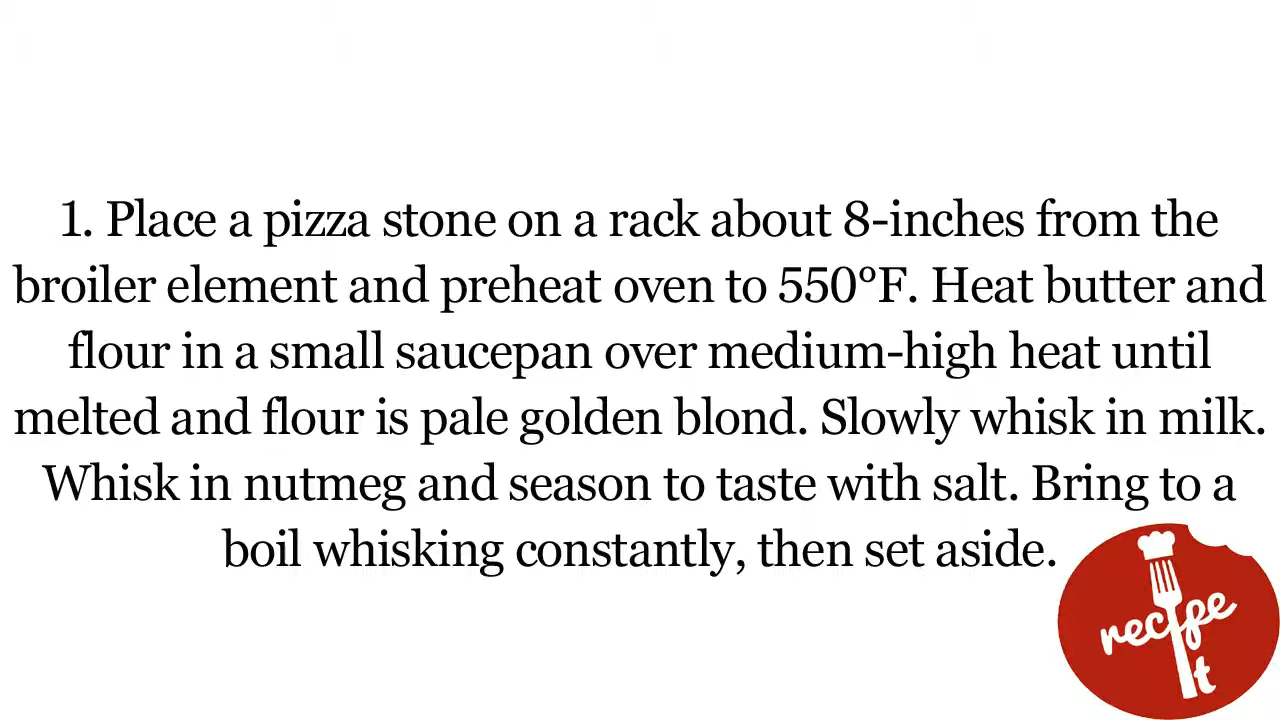 1. Place a pizza stone on a rack about 8-inches from the
broiler element and preheat oven to 550°F. Heat butter and
flour in a small saucepan over medium-high heat until
melted and flour is pale golden blond. Slowly whisk in milk.
Whisk in nutmeg and season to taste with salt. Bring to a
boil whisking constantly, then set aside.
recipe
It